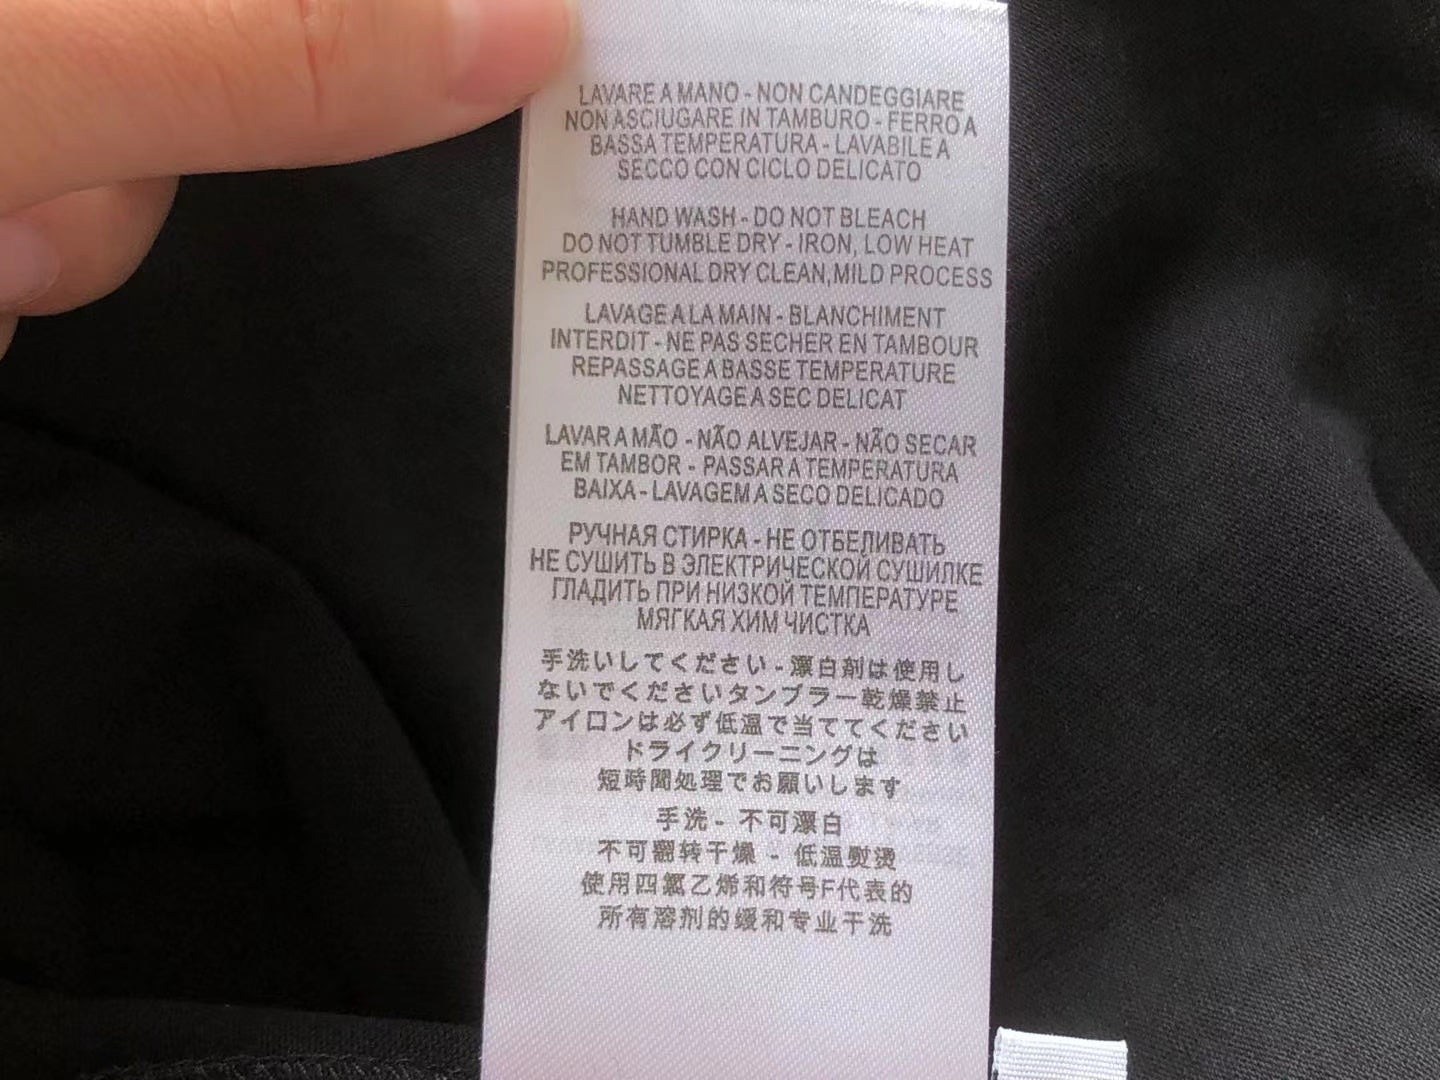 LAVARE A MANO - NON CANDEGGIARE
NON ASCIUGARE IN TAMBURO - FERRO A
BASSA TEMPERATURA - LAVABILE A
SECCO CON CICLO DELICATO
HAND WASH - DO NOT BLEACH
DO NOT TUMBLE DRY - IRON, LOW HEAT
PROFESSIONAL DRY CLEAN, MILD PROCESS
LAVAGE A LA MAIN - BLANCHIMENT
INTERDIT - NE PAS SECHER EN TAMBOUR
REPASSAGE A BASSE TEMPERATURE
NETTOYAGE A SEC DELICAT
LAVAR A MÃO - NÃO ALVEJAR - NÃO SECAR
EM TAMBOR - PASSAR A TEMPERATURA
BAIXA - LAVAGEM A SECO DELICADO
РУЧНАЯ СТИРКА - НЕ ОТБЕЛИВАТЬ
НЕ СУШИТЬ В ЭЛЕКТРИЧЕСКОЙ СУШИЛКЕ
ГЛАДИТЬ ПРИ НИЗКОЙ ТЕМПЕРАТУРЕ
МЯГКАЯ ХИМ ЧИСТКА
手洗いしてください - 漂白剤は使用し
ないでくださいタンブラー乾燥禁止
アイロンは必ず低温で当ててください
ドライクリーニングは
短時間処理でお願いします
手洗 - 不可漂白
不可翻转干燥 - 低温熨烫
使用四氯乙烯和符号F代表的
所有溶剂的缓和专业干洗